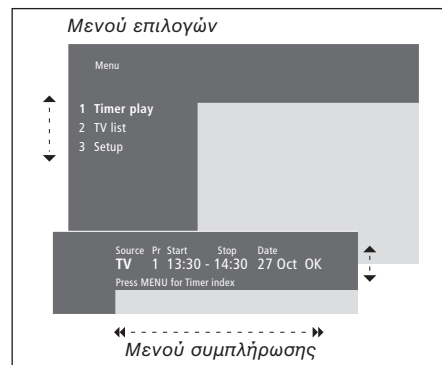 Μενού επιλογών
Menu
1 Timer play
2 TV list
3 Setup
Source Pr Start Stop Date
TV 1 13:30 - 14:30 27 Oct OK
Press MENU for Timer index
Μενού συμπλήρωσης